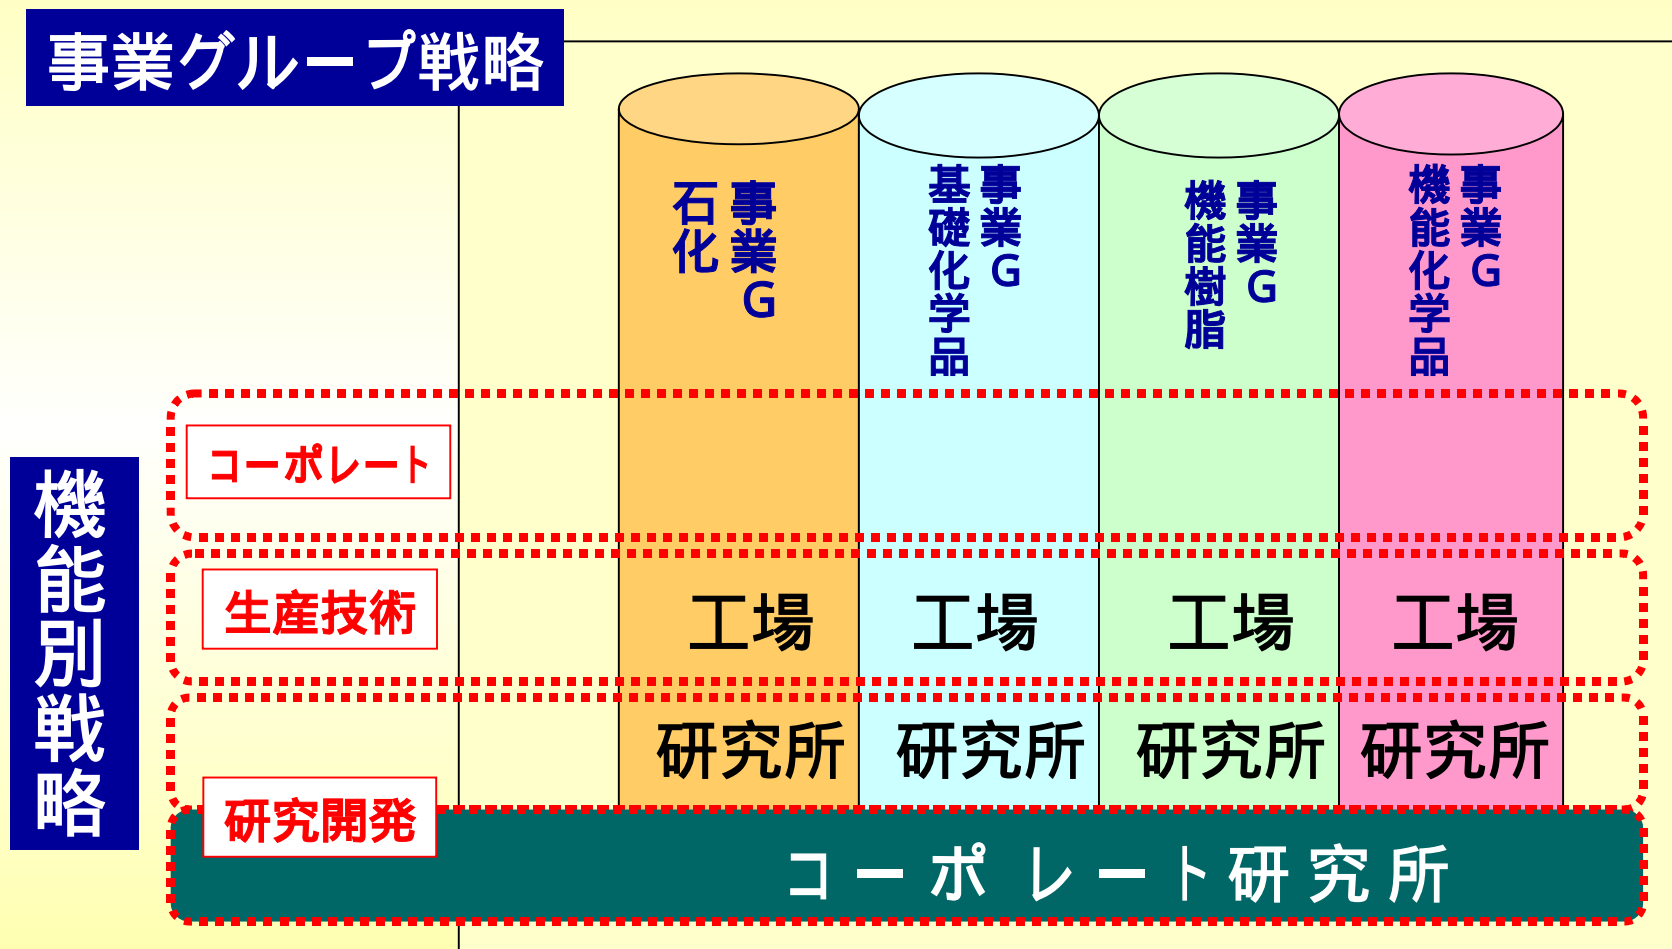 事業グループ戦略
石化
事業Ｇ
基礎化学品
事業Ｇ
機能樹脂
事業Ｇ
機能化学品
事業Ｇ
機能別戦略
コーポレート
生産技術
工場
工場
工場
工場
研究所
研究所
研究所
研究所
研究開発
コーポレート研究所